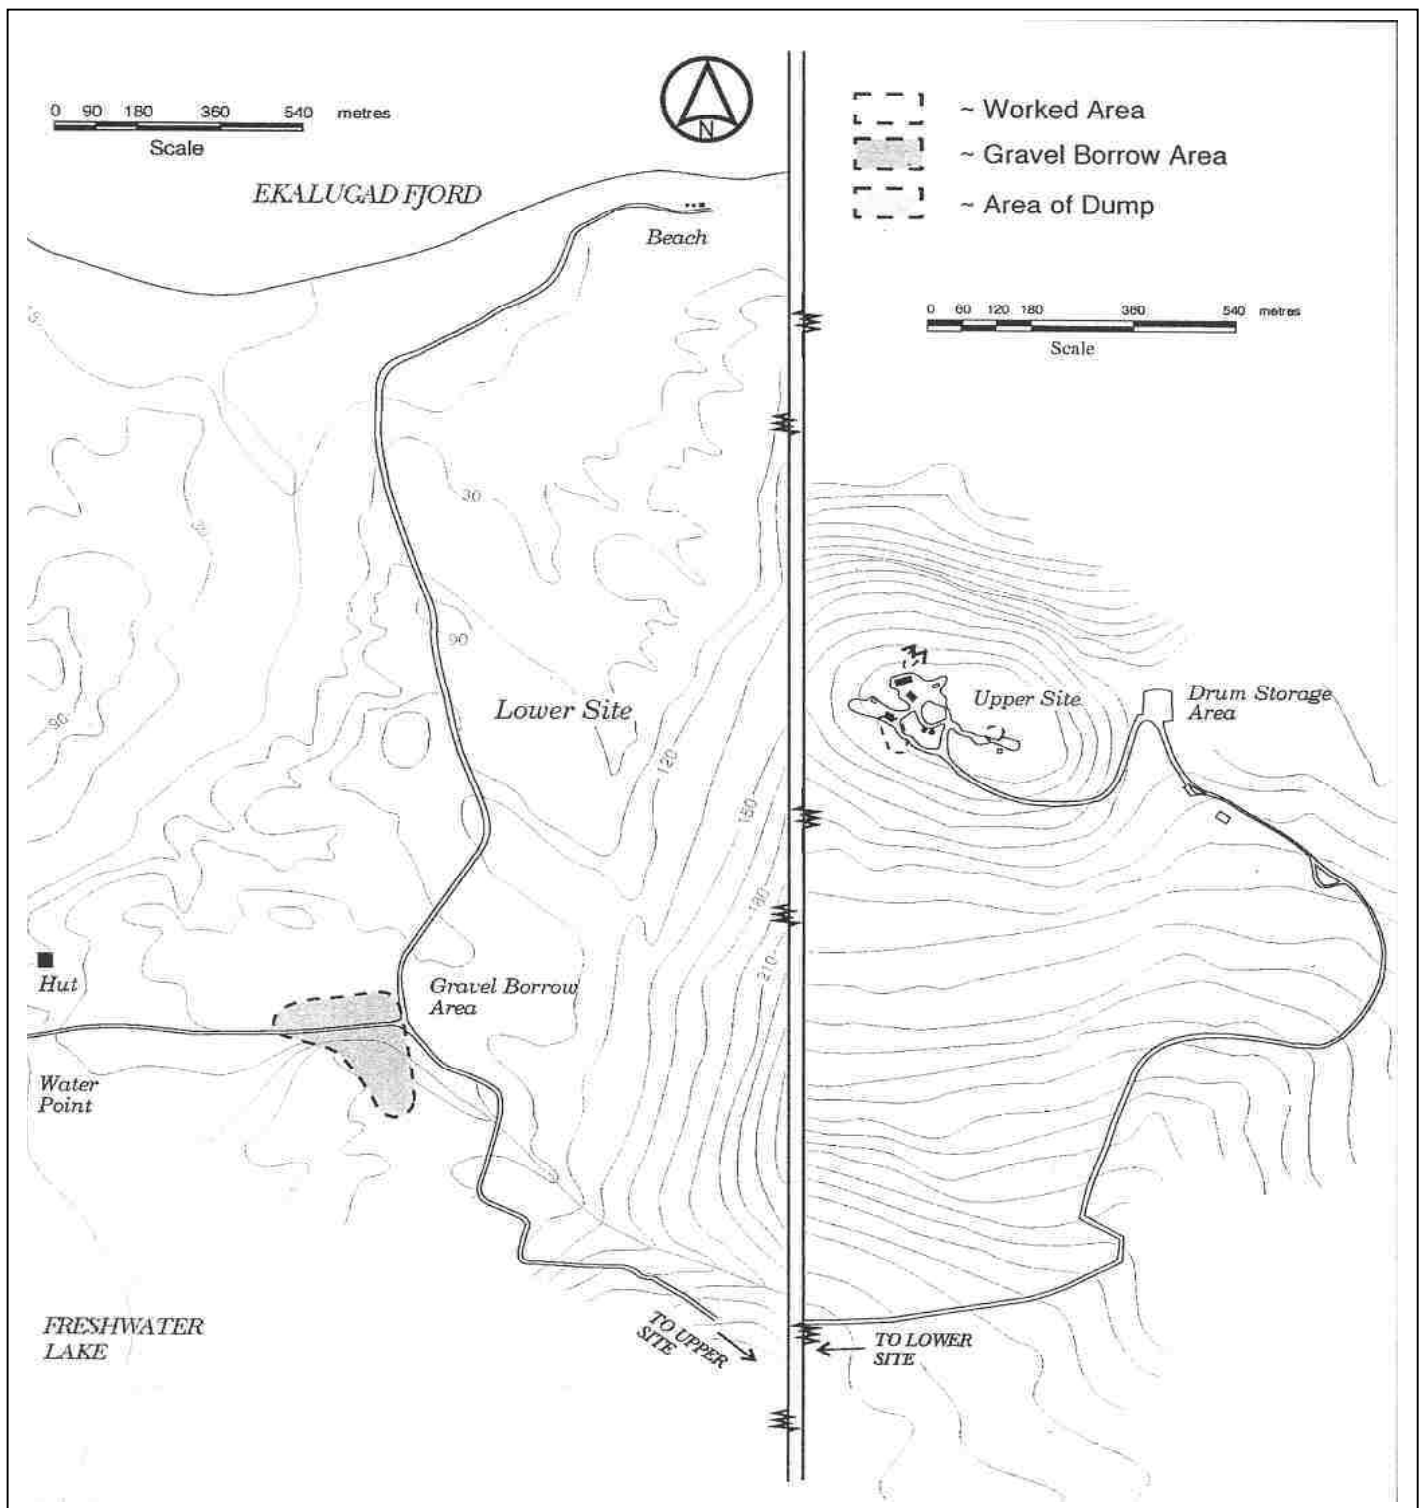 0 90 180 360 540 metres
Scale
N
~ Worked Area
~ Gravel Borrow Area
~ Area of Dump
EKALUGAD FJORD
Beach
0 60 120 180 360 540 metres
Scale
30
90
90
Lower Site
120
150
180
210
Upper Site
Drum Storage
Area
Hut
Gravel Borrow
Area
Water
Point
FRESHWATER
LAKE
TO UPPER
SITE
TO LOWER
SITE